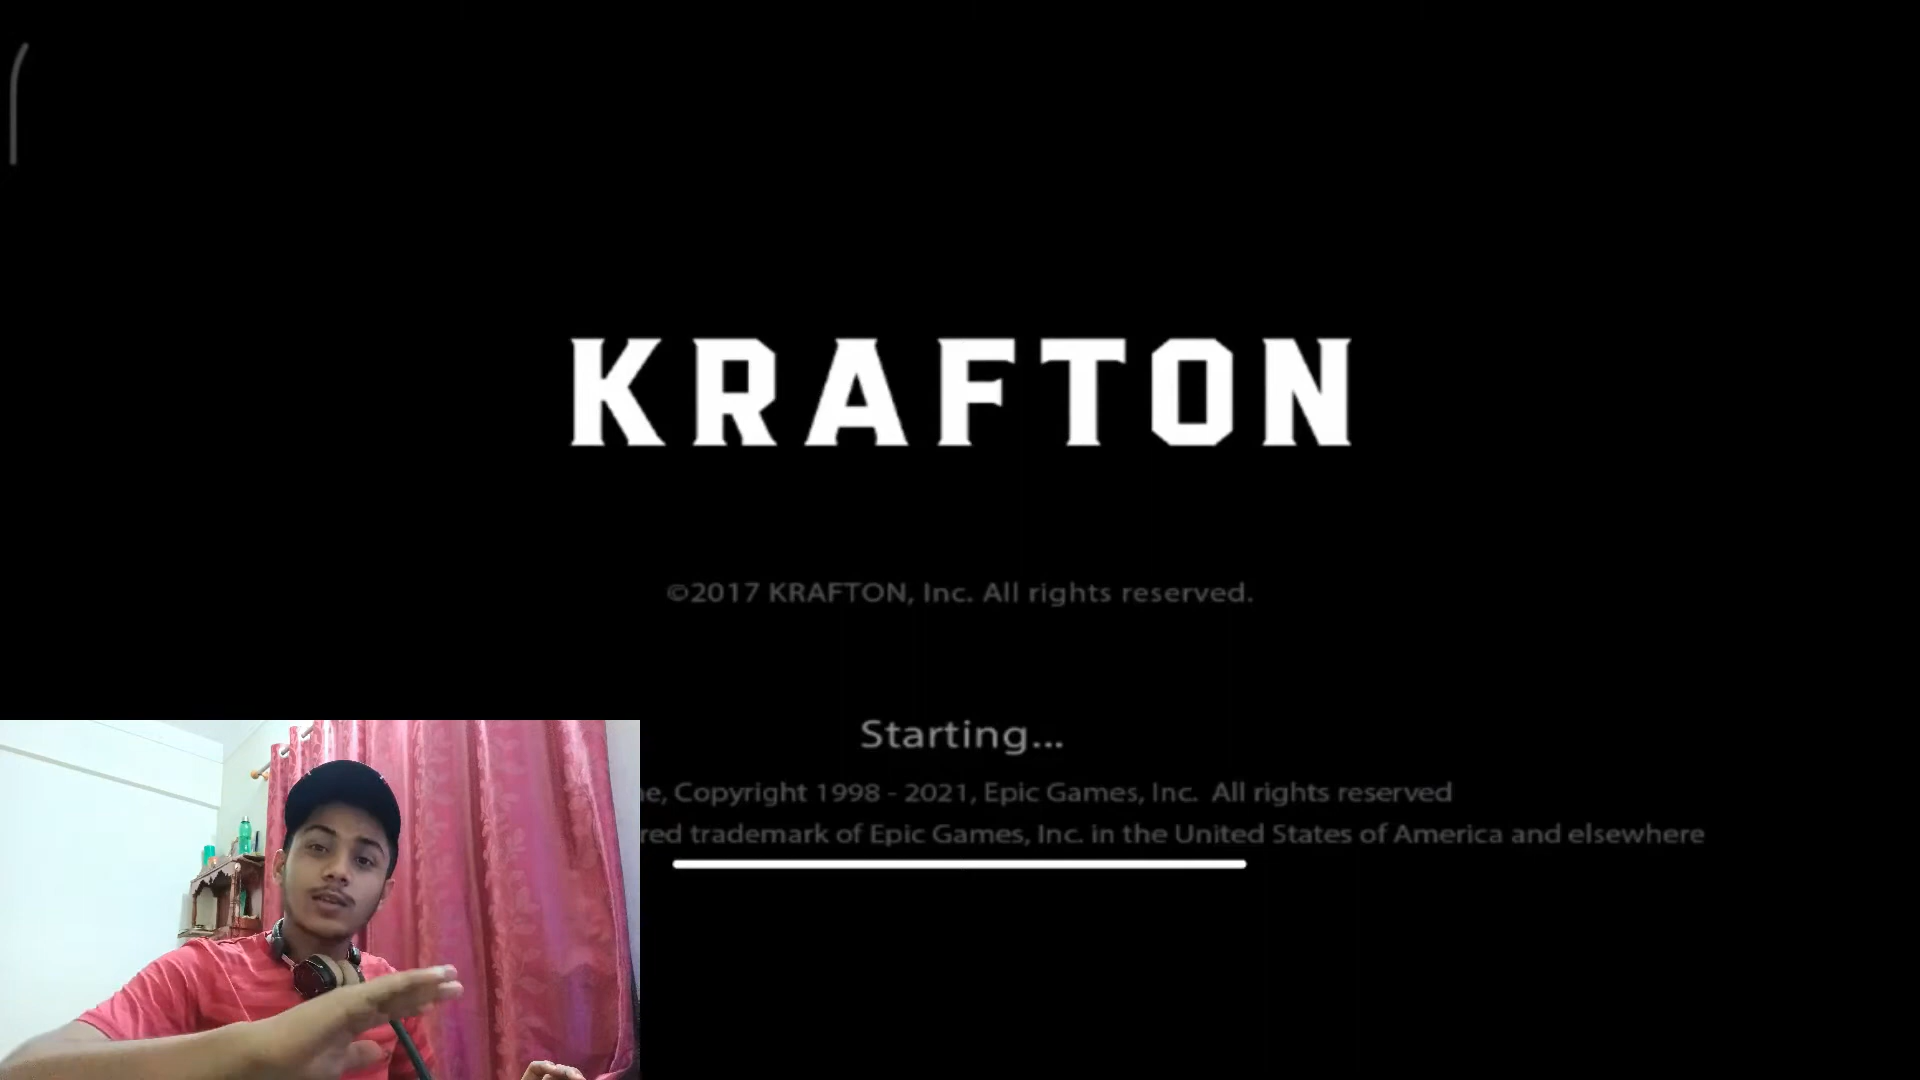 KRAFTON
©2017 KRAFTON, Inc. All rights reserved.
Starting...
Copyright 1998 - 2021, Epic Games, Inc. All rights reserved
trademark of Epic Games, Inc. in the United States of America and elsewhere